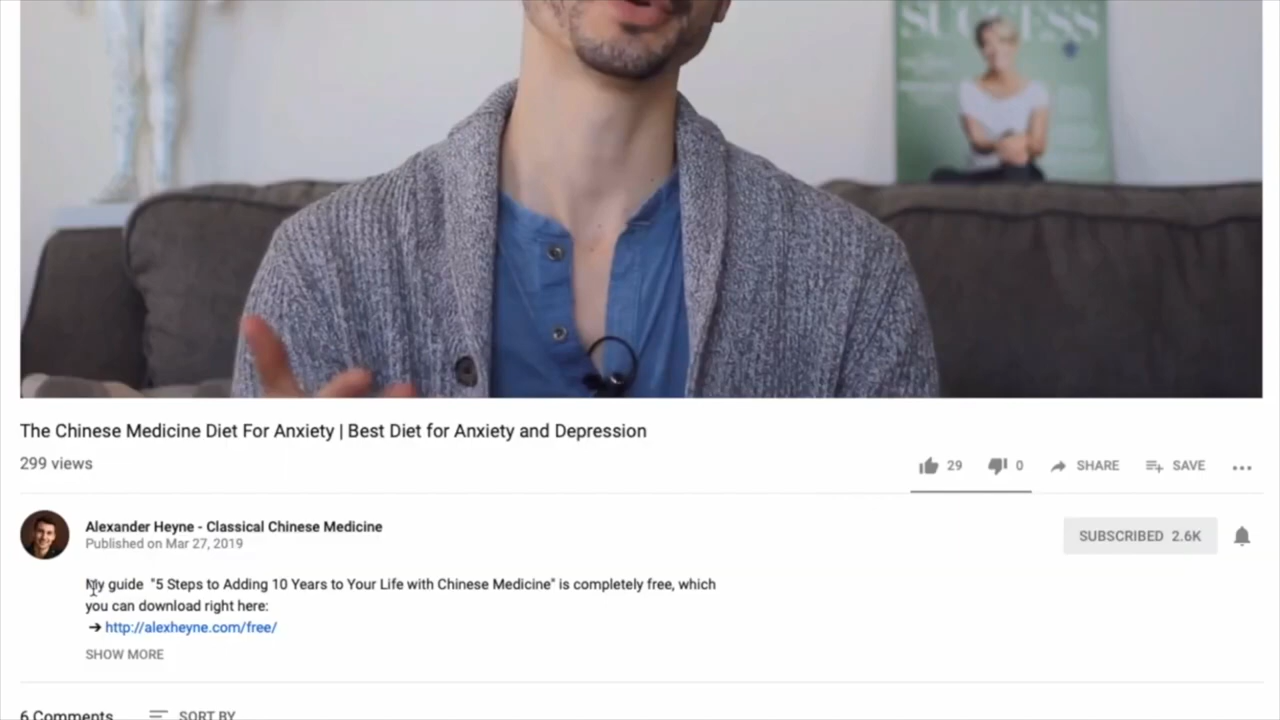 SUCCESS
The Chinese Medicine Diet For Anxiety | Best Diet for Anxiety and Depression
299 views
29
0
SHARE
SAVE
Alexander Heyne - Classical Chinese Medicine
Published on Mar 27, 2019
SUBSCRIBED 2.6K
My guide "5 Steps to Adding 10 Years to Your Life with Chinese Medicine" is completely free, which
you can download right here:
➔ http://alexheyne.com/free/
SHOW MORE
6 Comments
SORT BY